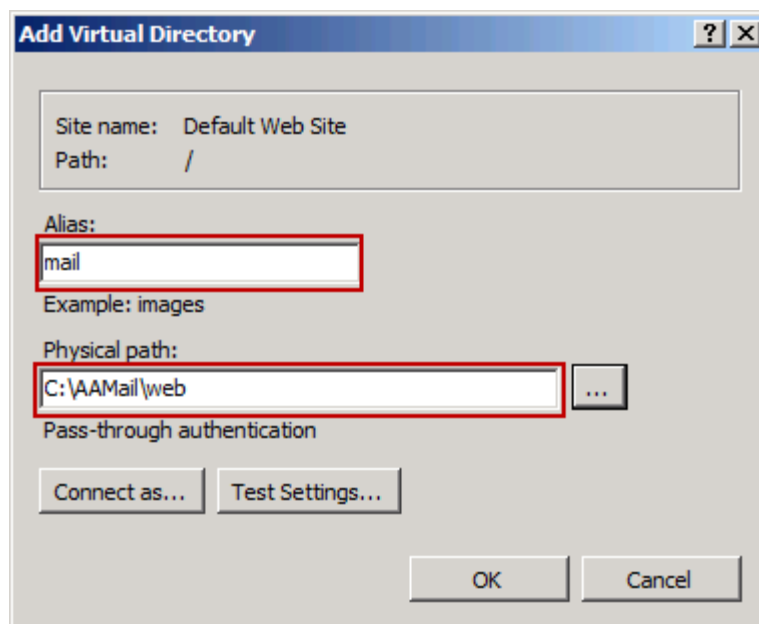 Add Virtual Directory
Site name: Default Web Site
Path: /
Alias:
mail
Example: images
Physical path:
C:\AAMail\web
...
Pass-through authentication
Connect as... Test Settings...
OK Cancel